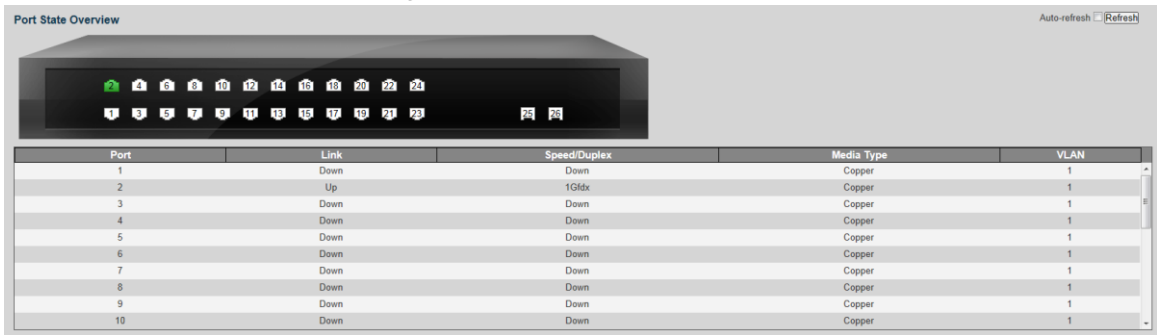 Port State Overview
Auto-refresh Refresh
2 4 6 8 10 12 14 16 18 20 22 24
1 3 5 7 9 11 13 15 17 19 21 23 25 26
Port Link Speed/Duplex Media Type VLAN
1 Down Down Copper 1
2 Up 1Gfdx Copper 1
3 Down Down Copper 1
4 Down Down Copper 1
5 Down Down Copper 1
6 Down Down Copper 1
7 Down Down Copper 1
8 Down Down Copper 1
9 Down Down Copper 1
10 Down Down Copper 1